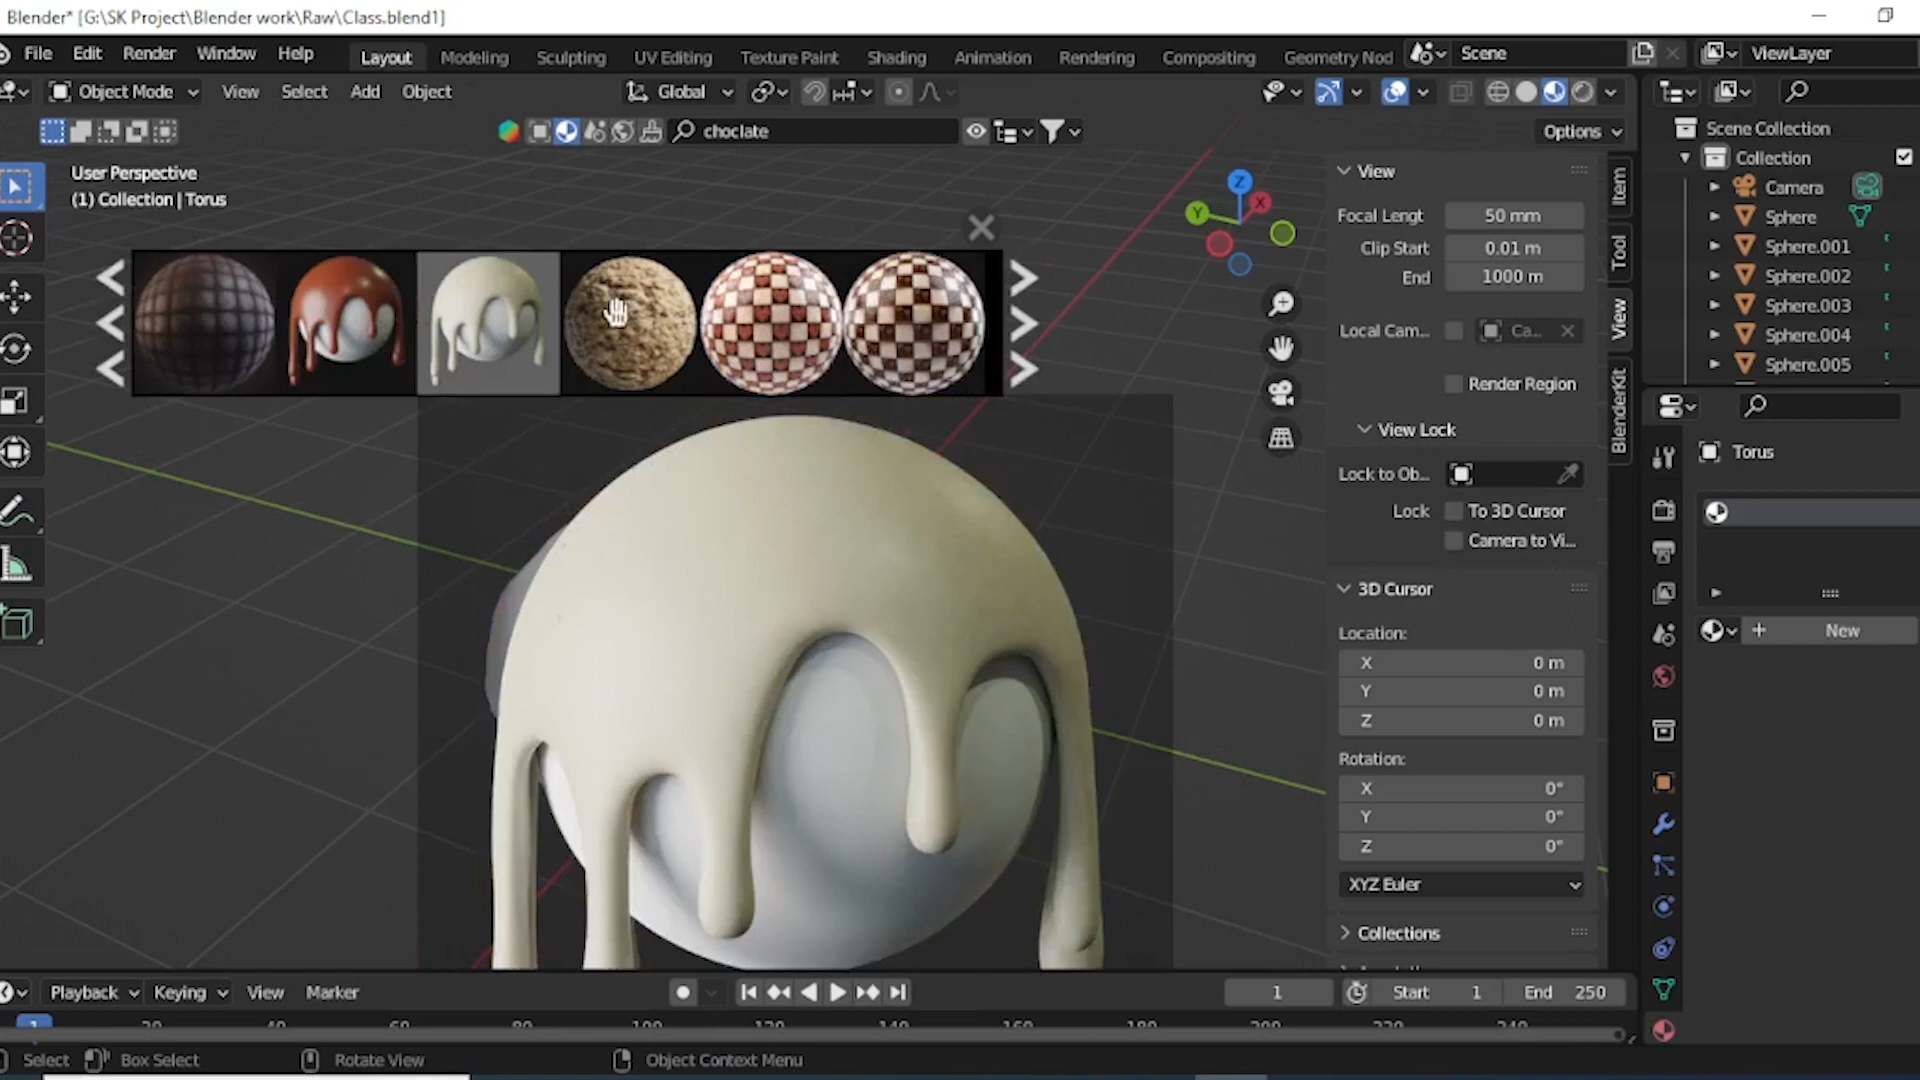 Blender* [G:\SK Project\Blender work\Raw\Class.blend1]
File Edit Render Window Help Layout Modeling Sculpting UV Editing Texture Paint Shading Animation Rendering Compositing Geometry Nod Scene ViewLayer
Object Mode View Select Add Object Global
choclate Options
User Perspective
(1) Collection | Torus
Z
X
Y
View
Focal Lengt 50 mm
Clip Start 0.01 m
End 1000 m
Local Cam... Ca...
Render Region
View Lock
Lock to Ob...
Lock To 3D Cursor
Camera to Vi...
3D Cursor
Location:
X 0 m
Y 0 m
Z 0 m
Rotation:
X 0°
Y 0°
Z 0°
XYZ Euler
Collections
Item
Tool
View
BlenderKit
Scene Collection
Collection
Camera
Sphere
Sphere.001
Sphere.002
Sphere.003
Sphere.004
Sphere.005
Torus
New
Playback Keying View Marker 1 Start 1 End 250
1
Select Box Select Rotate View Object Context Menu